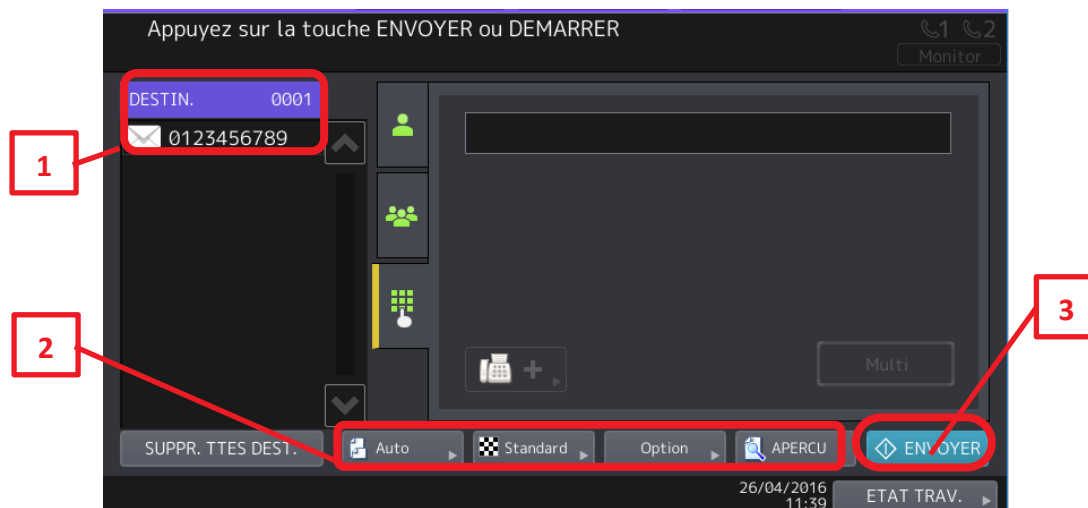 Appuyez sur la touche ENVOYER ou DEMARRER
1 2
Monitor
DESTIN. 0001
0123456789
1
2
3
Multi
SUPPR. TTES DEST.
Auto
Standard
Option
APERCU
ENVOYER
26/04/2016
11:39
ETAT TRAV.